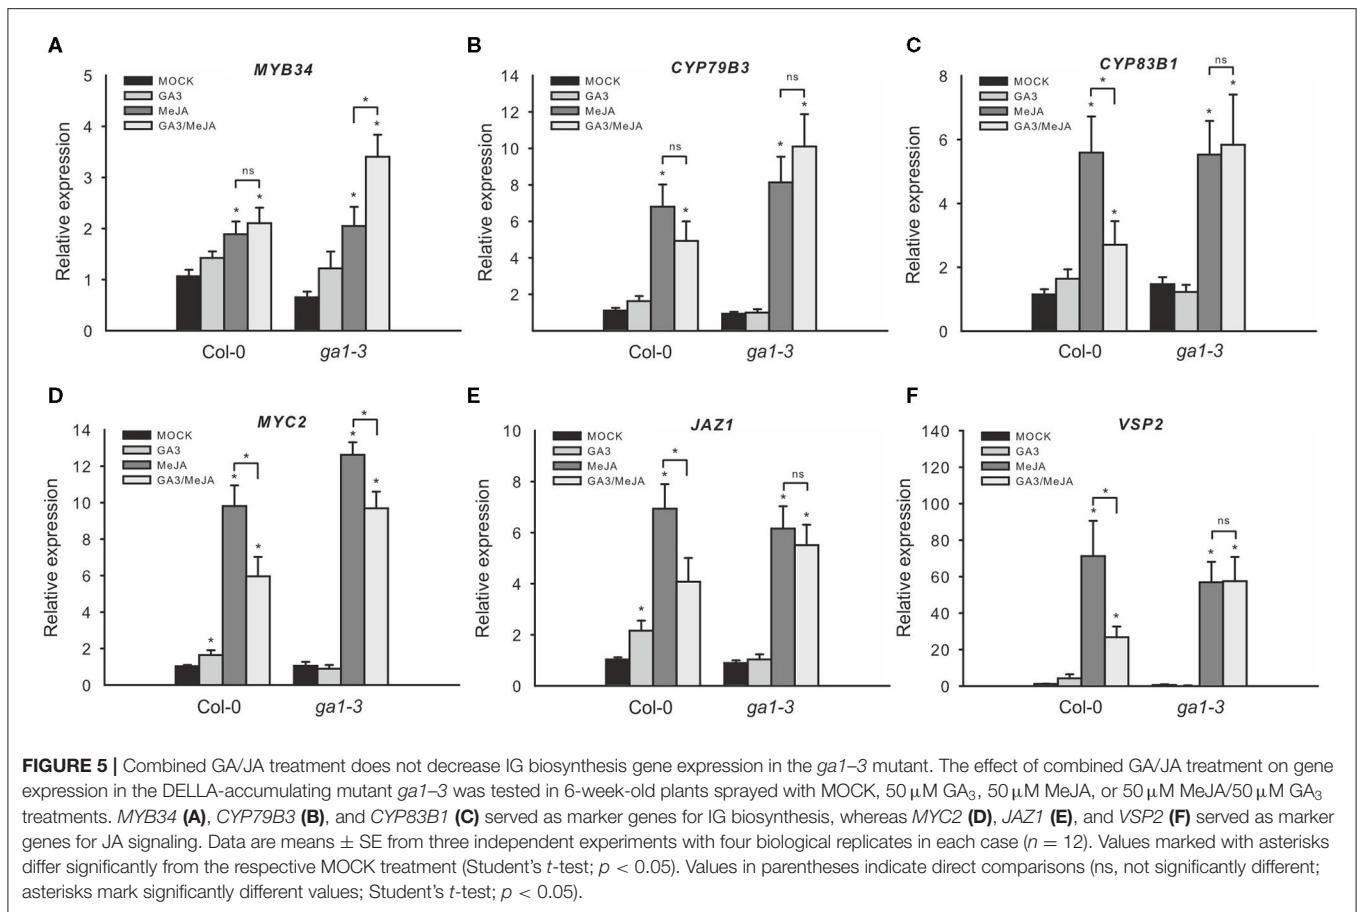 A
MYB34
MOCK
GA3
MeJA
GA3/MeJA
Relative expression
5
4
3
2
1
0
* * ns * * * *
Col-0
ga1-3
B
CYP79B3
MOCK
GA3
MeJA
GA3/MeJA
Relative expression
14
12
10
8
6
4
2
* ns * * ns *
Col-0
ga1-3
C
CYP83B1
MOCK
GA3
MeJA
GA3/MeJA
Relative expression
8
6
4
2
0
* * * * ns *
Col-0
ga1-3
D
MYC2
MOCK
GA3
MeJA
GA3/MeJA
Relative expression
14
12
10
8
6
4
2
0
* * * * * * *
Col-0
ga1-3
E
JAZ1
MOCK
GA3
MeJA
GA3/MeJA
Relative expression
10
8
6
4
2
0
* * * * ns *
Col-0
ga1-3
F
VSP2
MOCK
GA3
MeJA
GA3/MeJA
Relative expression
140
120
100
80
60
40
20
0
* * * * ns *
Col-0
ga1-3
FIGURE 5 | Combined GA/JA treatment does not decrease IG biosynthesis gene expression in the ga1–3 mutant. The effect of combined GA/JA treatment on gene
expression in the DELLA-accumulating mutant ga1–3 was tested in 6-week-old plants sprayed with MOCK, 50 μM GA₃, 50 μM MeJA, or 50 μM MeJA/50 μM GA₃
treatments. MYB34 (A), CYP79B3 (B), and CYP83B1 (C) served as marker genes for IG biosynthesis, whereas MYC2 (D), JAZ1 (E), and VSP2 (F) served as marker
genes for JA signaling. Data are means ± SE from three independent experiments with four biological replicates in each case (n = 12). Values marked with asterisks
differ significantly from the respective MOCK treatment (Student's t-test; p < 0.05). Values in parentheses indicate direct comparisons (ns, not significantly different;
asterisks mark significantly different values; Student's t-test; p < 0.05).